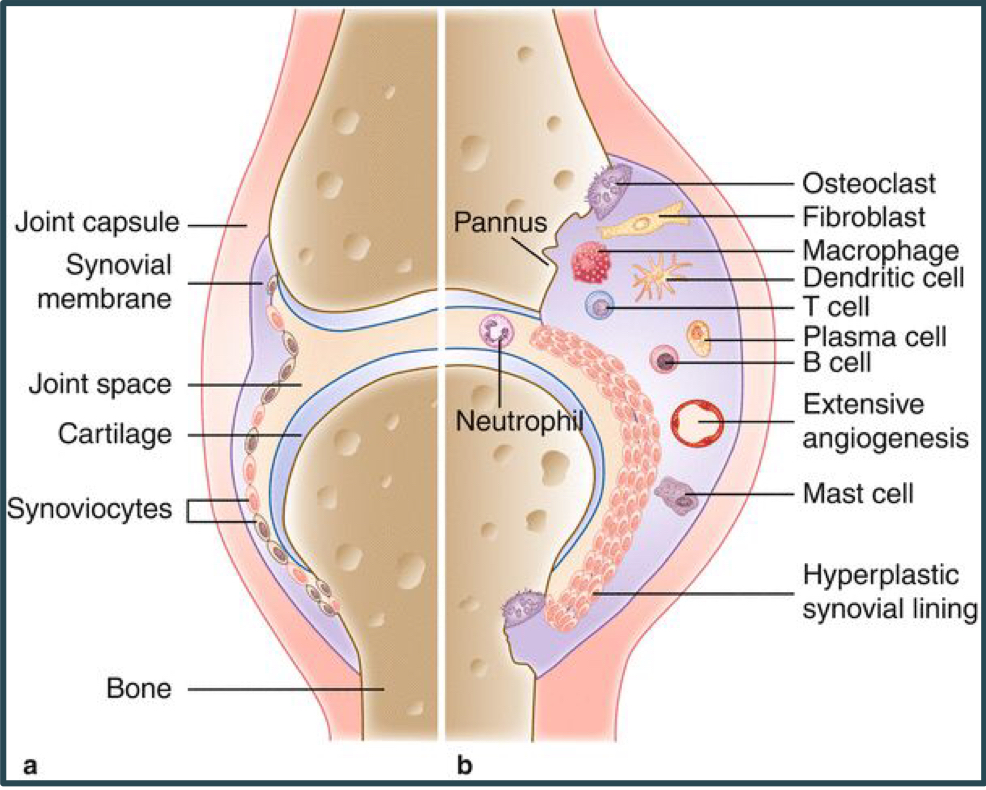 Joint capsule
Synovial
membrane
Joint space
Cartilage
Synoviocytes
Bone
a
Pannus
Neutrophil
Osteoclast
Fibroblast
Macrophage
Dendritic cell
T cell
Plasma cell
B cell
Extensive
angiogenesis
Mast cell
Hyperplastic
synovial lining
b